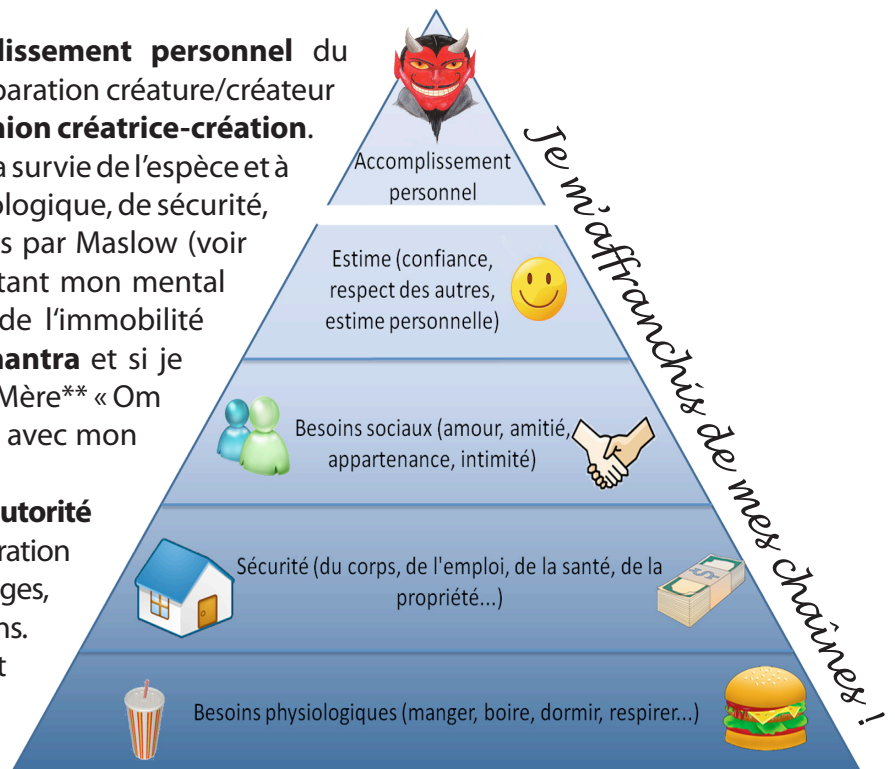 lissement personnel du
paration créature/créateur
nion créatrice-création.
a survie de l’espèce et à
ologique, de sécurité,
s par Maslow (voir
tant mon mental
de l‘immobilité
mantra et si je
Mère** « Om
avec mon
utorité
ration
ges,
ns.
t
Accomplissement
personnel
Estime (confiance,
respect des autres,
estime personnelle)
Besoins sociaux (amour, amitié,
appartenance, intimité)
Sécurité (du corps, de l'emploi, de la santé, de la
propriété...)
Besoins physiologiques (manger, boire, dormir, respirer...)
Je m’affranchis de mes chaînes !